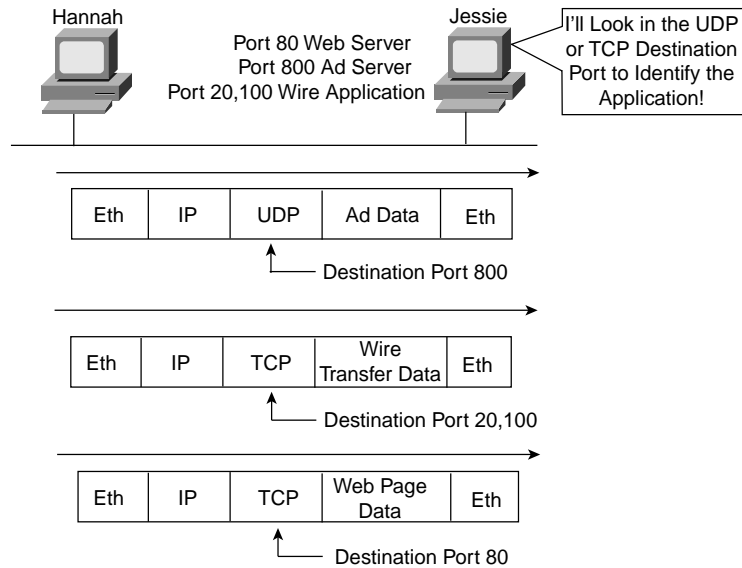 Hannah
Jessie
I'll Look in the UDP
or TCP Destination
Port to Identify the
Application!
Port 80 Web Server
Port 800 Ad Server
Port 20,100 Wire Application
Eth IP UDP Ad Data Eth
Destination Port 800
Eth IP TCP Wire Transfer Data Eth
Destination Port 20,100
Eth IP TCP Web Page Data Eth
Destination Port 80